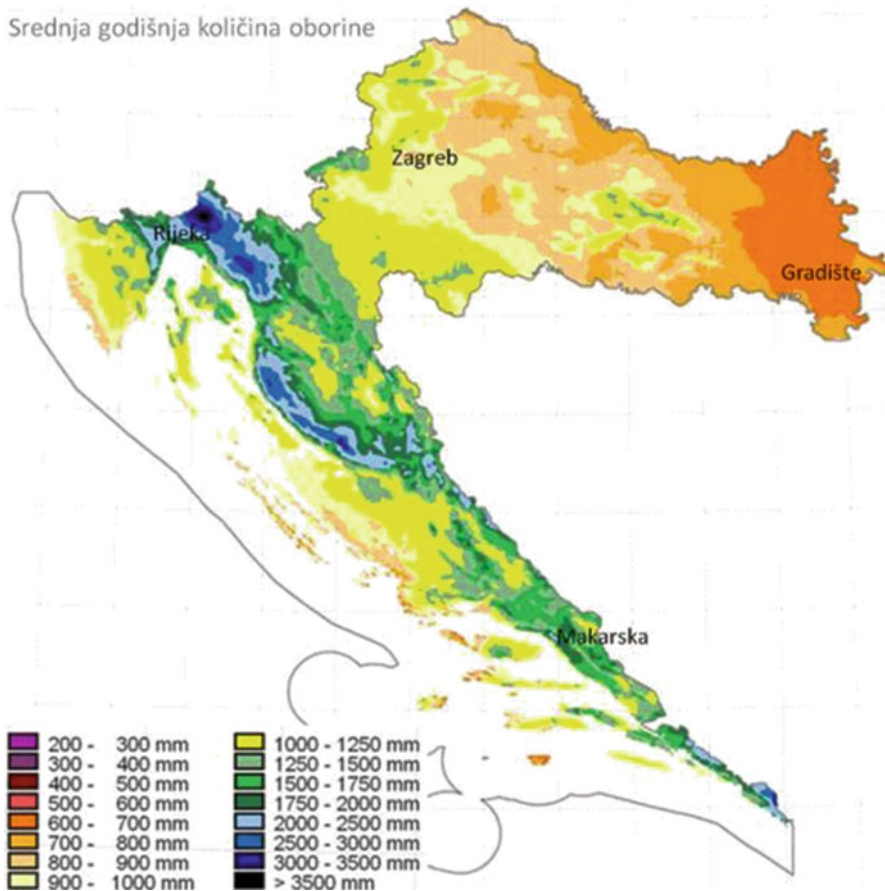 Srednja godišnja količina oborine
Zagreb
Rijeka
Gradište
Makarska
200 - 300 mm
300 - 400 mm
400 - 500 mm
500 - 600 mm
600 - 700 mm
700 - 800 mm
800 - 900 mm
900 - 1000 mm
1000 - 1250 mm
1250 - 1500 mm
1500 - 1750 mm
1750 - 2000 mm
2000 - 2500 mm
2500 - 3000 mm
3000 - 3500 mm
> 3500 mm